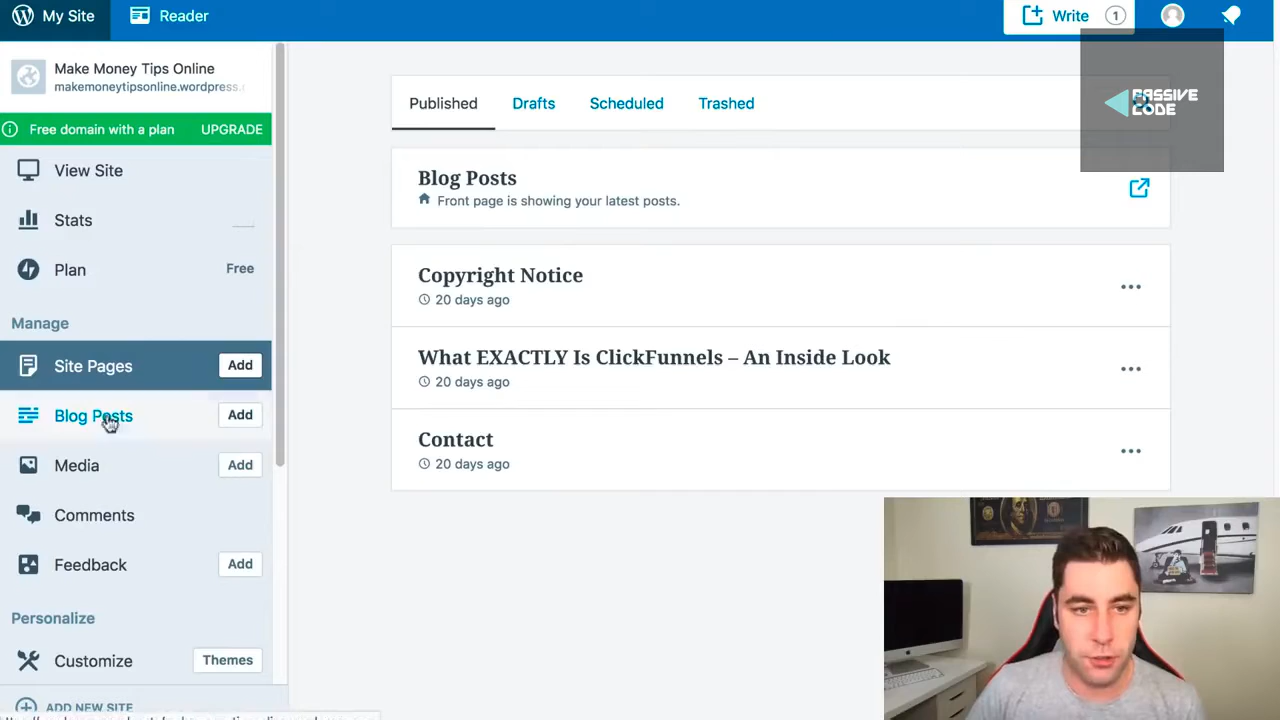 My Site
Reader
Write
1
Make Money Tips Online
makemoneytipsonline.wordpress.c
Free domain with a plan
UPGRADE
View Site
Stats
Plan
Free
Manage
Site Pages
Add
Blog Posts
Add
Media
Add
Comments
Feedback
Add
Personalize
Customize
Themes
ADD NEW SITE
Published
Drafts
Scheduled
Trashed
PASSIVE
CODE
Blog Posts
Front page is showing your latest posts.
Copyright Notice
20 days ago
What EXACTLY Is ClickFunnels – An Inside Look
20 days ago
Contact
20 days ago